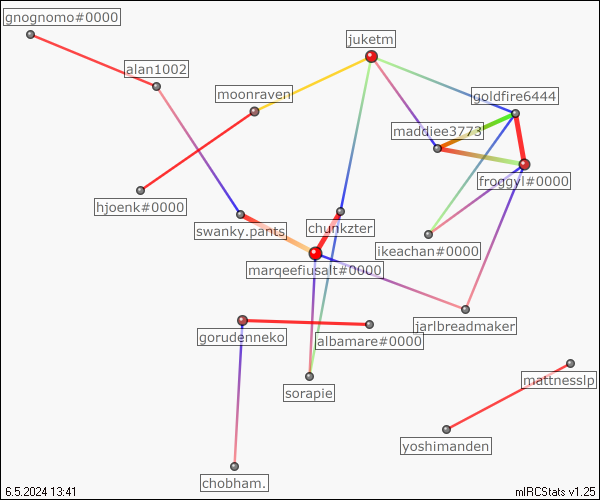 gnognomo#0000
juketm
alan1002
moonraven
goldfire6444
maddiee3773
froggyl#0000
hjoenk#0000
swanky.pants
chunkzter
ikeachan#0000
marqeefiusalt#0000
jarlbreadmaker
gorudenneko
albamare#0000
mattnesslp
sorapie
yoshimanden
chobham.
6.5.2024 13:41
mIRCStats v1.25